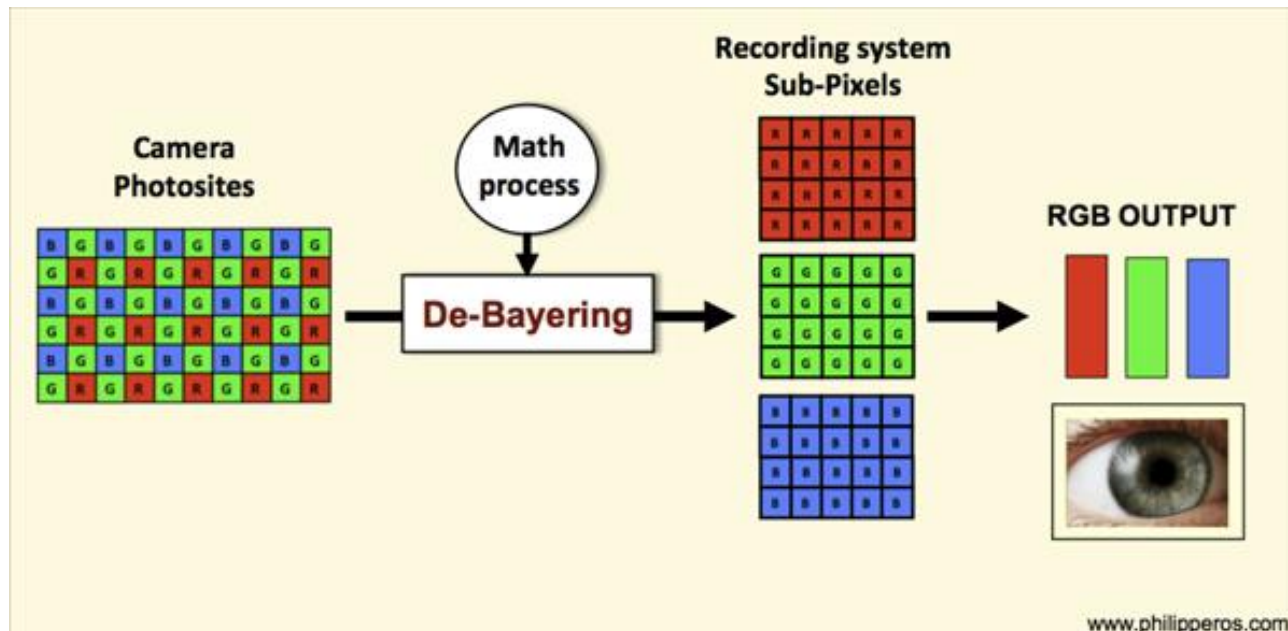 Recording system
Sub-Pixels
Camera
Photosites
Math
process
B G B G B G B G B G
G R G R G R G R G R
B G B G B G B G B G
G R G R G R G R G R
B G B G B G B G B G
G R G R G R G R G R
De-Bayering
R R R R R
R R R R R
R R R R R
R R R R R
G G G G G
G G G G G
G G G G G
G G G G G
B B B B B
B B B B B
B B B B B
B B B B B
RGB OUTPUT
www.philipperos.com